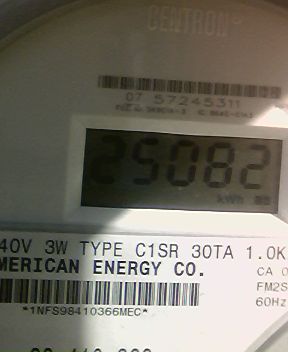 CENTRON®
07 57245311
25082
kWh
40V 3W TYPE C1SR 30TA 1.0K
MERICAN ENERGY CO.
CA 0
FM2S
60Hz
*1NFS98410366MEC*